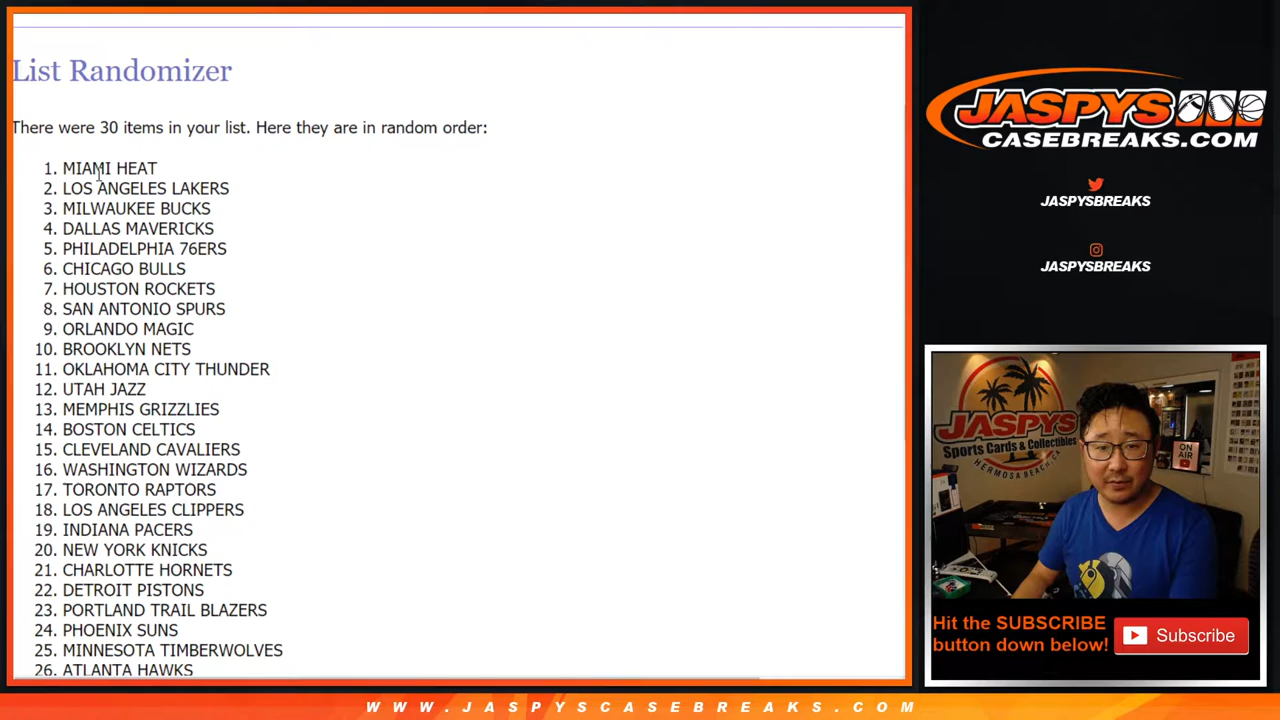 List Randomizer
There were 30 items in your list. Here they are in random order:
1. MIAMI HEAT
2. LOS ANGELES LAKERS
3. MILWAUKEE BUCKS
4. DALLAS MAVERICKS
5. PHILADELPHIA 76ERS
6. CHICAGO BULLS
7. HOUSTON ROCKETS
8. SAN ANTONIO SPURS
9. ORLANDO MAGIC
10. BROOKLYN NETS
11. OKLAHOMA CITY THUNDER
12. UTAH JAZZ
13. MEMPHIS GRIZZLIES
14. BOSTON CELTICS
15. CLEVELAND CAVALIERS
16. WASHINGTON WIZARDS
17. TORONTO RAPTORS
18. LOS ANGELES CLIPPERS
19. INDIANA PACERS
20. NEW YORK KNICKS
21. CHARLOTTE HORNETS
22. DETROIT PISTONS
23. PORTLAND TRAIL BLAZERS
24. PHOENIX SUNS
25. MINNESOTA TIMBERWOLVES
26. ATLANTA HAWKS
JASPYS
CASEBREAKS.COM
JASPYSBREAKS
JASPYSBREAKS
JASPYS
Sports Cards & Collectibles
HERMOSA BEACH, CA
ON
AIR
Hit the SUBSCRIBE
button down below!
Subscribe
WWW.JASPYSCASEBREAKS.COM